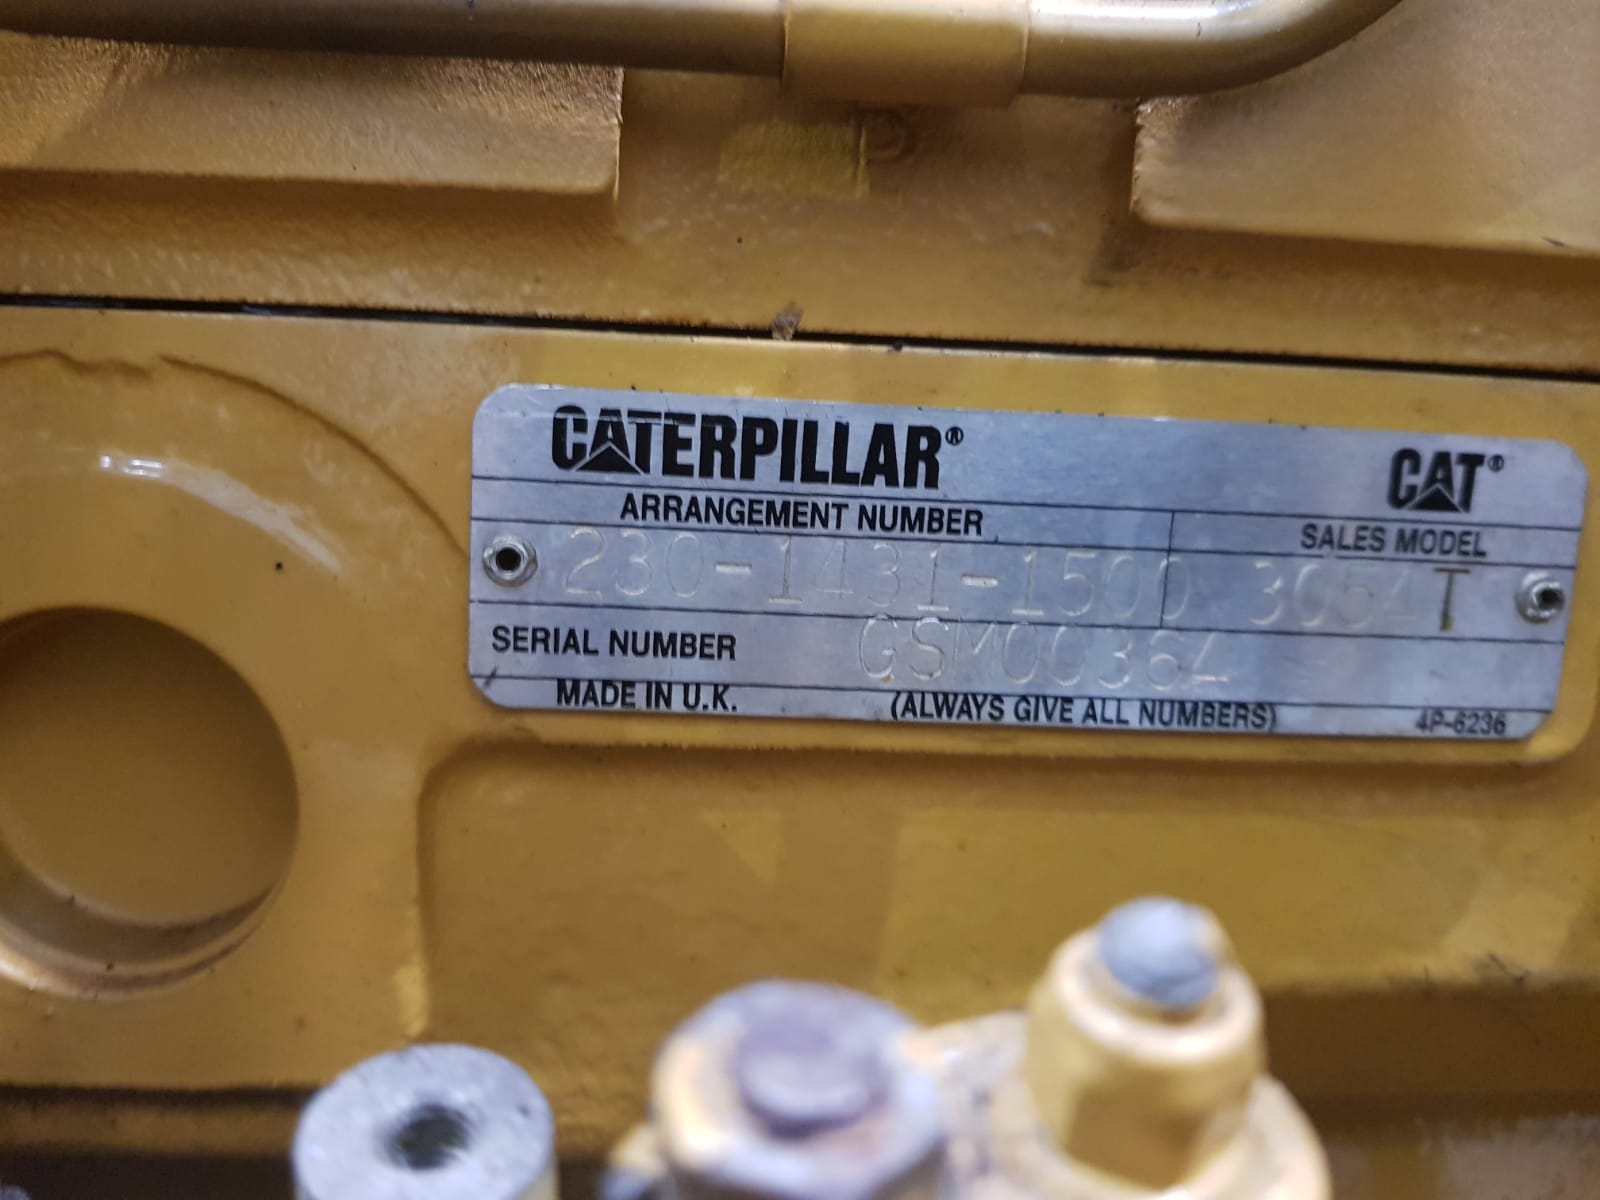 CATERPILLAR® CAT®
ARRANGEMENT NUMBER SALES MODEL
230-1431-1500 3054T
SERIAL NUMBER GSM00364
MADE IN U.K. (ALWAYS GIVE ALL NUMBERS) 4P-6236